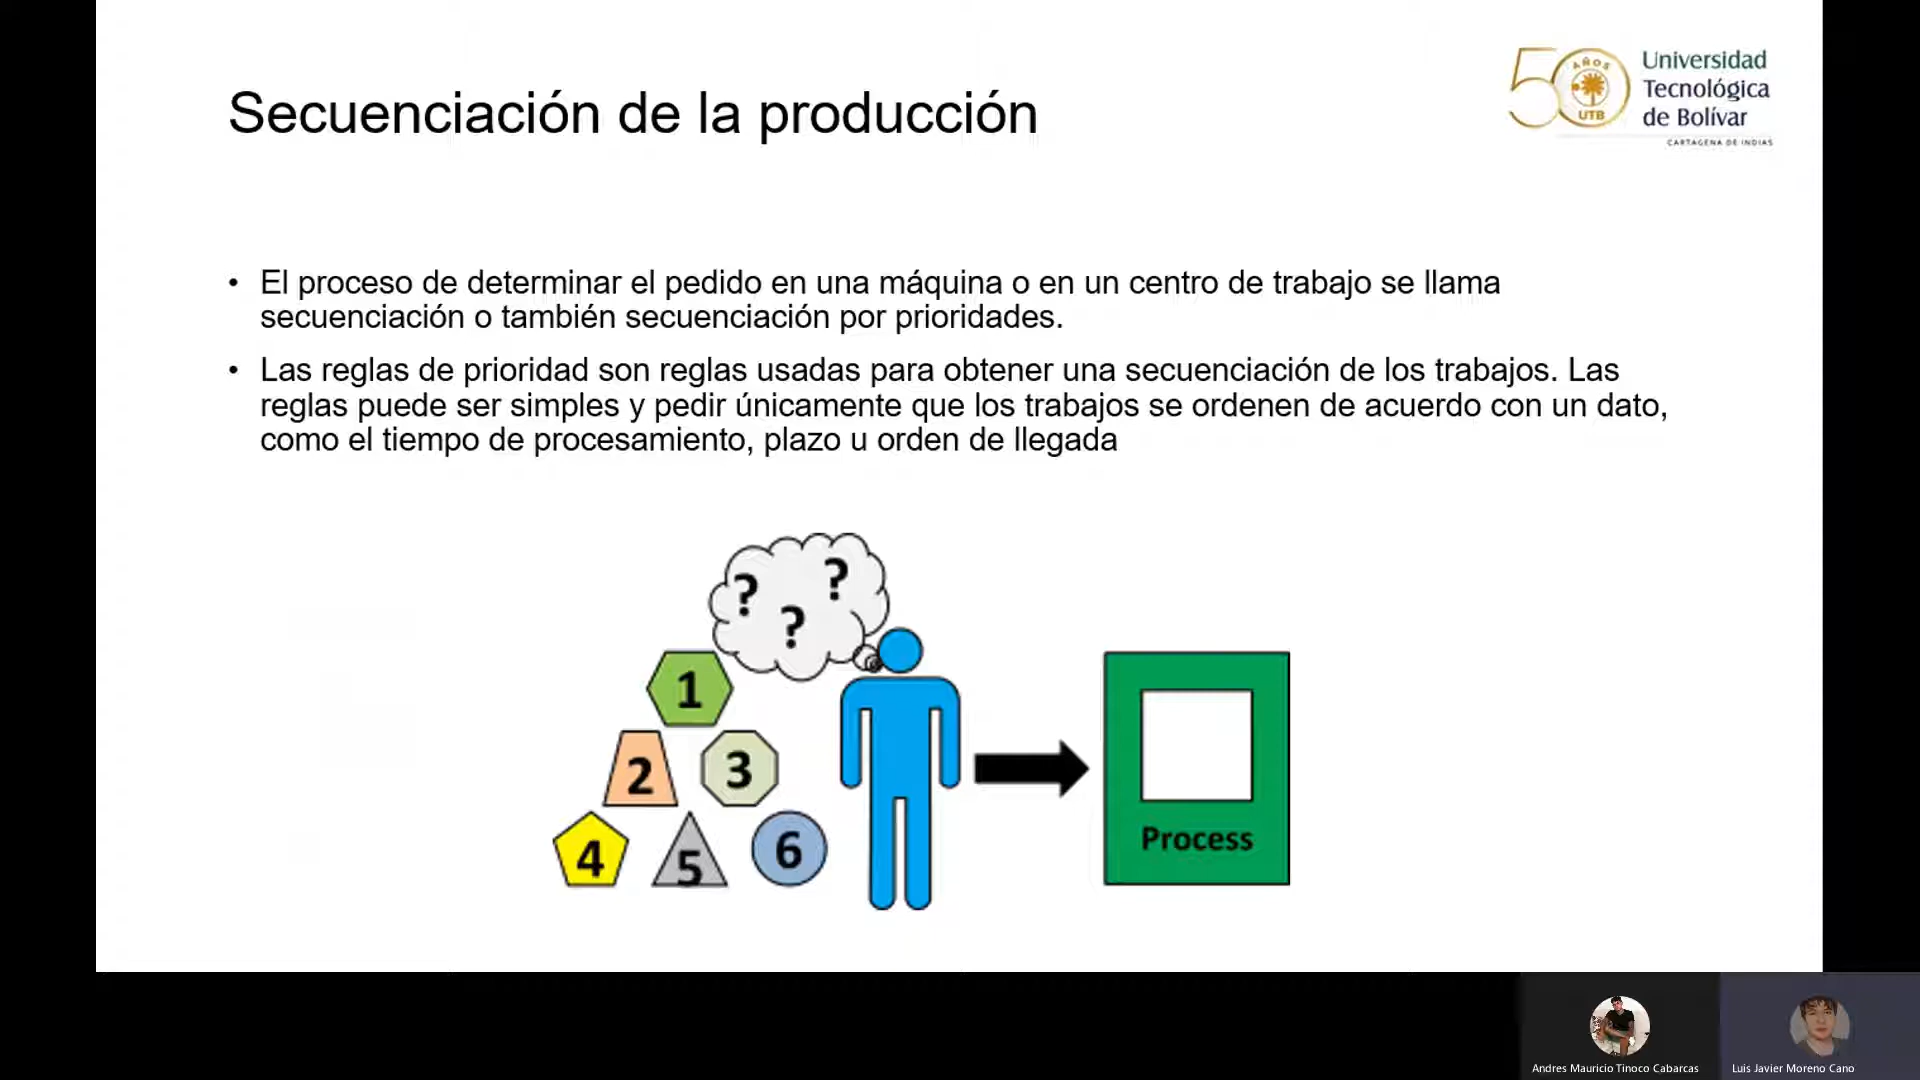 Secuenciación de la producción
50
AÑOS
UTB
Universidad
Tecnológica
de Bolívar
CARTAGENA DE INDIAS
• El proceso de determinar el pedido en una máquina o en un centro de trabajo se llama
secuenciación o también secuenciación por prioridades.
• Las reglas de prioridad son reglas usadas para obtener una secuenciación de los trabajos. Las
reglas puede ser simples y pedir únicamente que los trabajos se ordenen de acuerdo con un dato,
como el tiempo de procesamiento, plazo u orden de llegada
? ? ?
1
2 3
4 5 6
Process
Andres Mauricio Tinoco Cabarcas
Luis Javier Moreno Cano